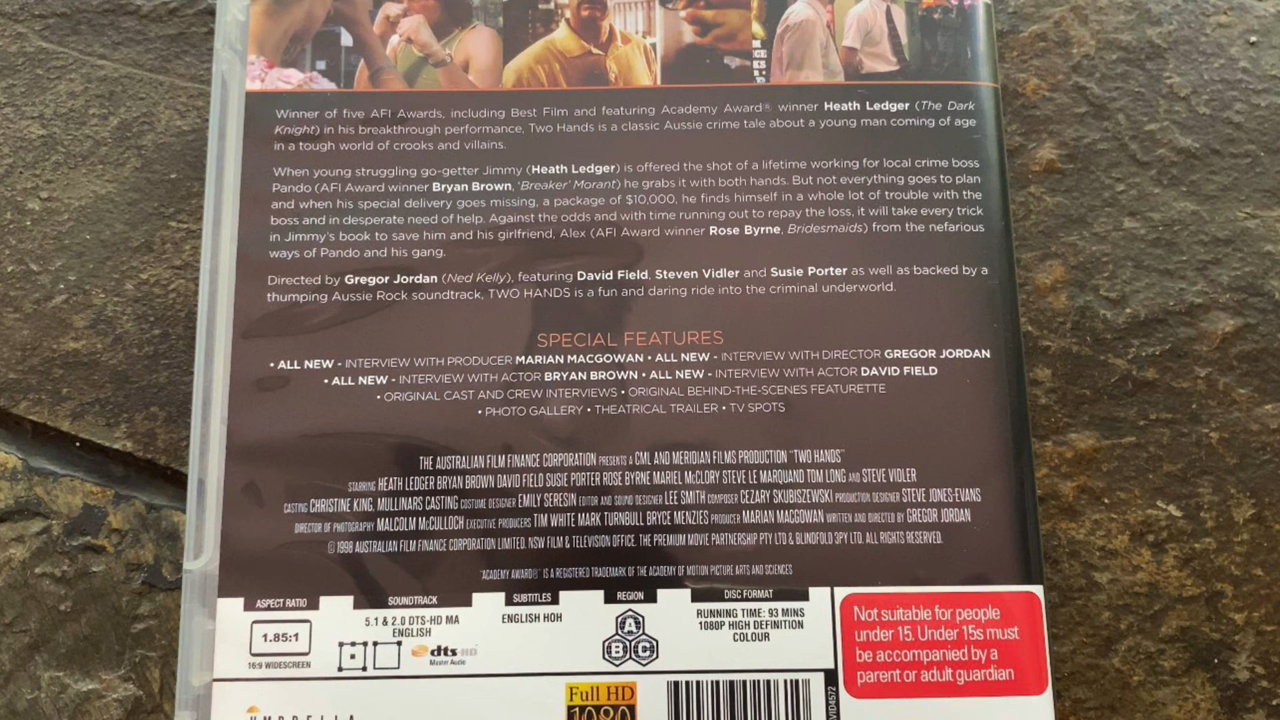 Winner of five AFI Awards, including Best Film and featuring Academy Award® winner Heath Ledger (The Dark
Knight) in his breakthrough performance, Two Hands is a classic Aussie crime tale about a young man coming of age
in a tough world of crooks and villains.
When young struggling go-getter Jimmy (Heath Ledger) is offered the shot of a lifetime working for local crime boss
Pando (AFI Award winner Bryan Brown, 'Breaker' Morant) he grabs it with both hands. But not everything goes to plan
and when his special delivery goes missing, a package of $10,000, he finds himself in a whole lot of trouble with the
boss and in desperate need of help. Against the odds and with time running out to repay the loss, it will take every trick
in Jimmy's book to save him and his girlfriend, Alex (AFI Award winner Rose Byrne, Bridesmaids) from the nefarious
ways of Pando and his gang.
Directed by Gregor Jordan (Ned Kelly), featuring David Field, Steven Vidler and Susie Porter as well as backed by a
thumping Aussie Rock soundtrack, TWO HANDS is a fun and daring ride into the criminal underworld.
SPECIAL FEATURES
• ALL NEW - INTERVIEW WITH PRODUCER MARIAN MACGOWAN • ALL NEW - INTERVIEW WITH DIRECTOR GREGOR JORDAN
• ALL NEW - INTERVIEW WITH ACTOR BRYAN BROWN • ALL NEW - INTERVIEW WITH ACTOR DAVID FIELD
• ORIGINAL CAST AND CREW INTERVIEWS • ORIGINAL BEHIND-THE-SCENES FEATURETTE
• PHOTO GALLERY • THEATRICAL TRAILER • TV SPOTS
THE AUSTRALIAN FILM FINANCE CORPORATION PRESENTS A CML AND MERIDIAN FILMS PRODUCTION "TWO HANDS"
STARRING HEATH LEDGER BRYAN BROWN DAVID FIELD SUSIE PORTER ROSE BYRNE MARIEL McCLORY STEVE LE MARQUAND TOM LONG AND STEVE VIDLER
CASTING CHRISTINE KING, MULLINARS CASTING COSTUME DESIGNER EMILY SERESIN EDITOR AND SOUND DESIGNER LEE SMITH COMPOSER CEZARY SKUBISZEWSKI PRODUCTION DESIGNER STEVE JONES-EVANS
DIRECTOR OF PHOTOGRAPHY MALCOLM McCULLOCH EXECUTIVE PRODUCERS TIM WHITE MARK TURNBULL BRYCE MENZIES PRODUCER MARIAN MACGOWAN WRITTEN AND DIRECTED BY GREGOR JORDAN
© 1998 AUSTRALIAN FILM FINANCE CORPORATION LIMITED. NSW FILM & TELEVISION OFFICE. THE PREMIUM MOVIE PARTNERSHIP PTY LTD & BLINDFOLD 3PY LTD. ALL RIGHTS RESERVED.
"ACADEMY AWARD®" IS A REGISTERED TRADEMARK OF THE ACADEMY OF MOTION PICTURE ARTS AND SCIENCES
ASPECT RATIO
1.85:1
16:9 WIDESCREEN
SOUNDTRACK
5.1 & 2.0 DTS-HD MA
ENGLISH
dts-HD
Master Audio
SUBTITLES
ENGLISH HOH
REGION
A
B C
DISC FORMAT
RUNNING TIME: 93 MINS
1080P HIGH DEFINITION
COLOUR
Not suitable for people
under 15. Under 15s must
be accompanied by a
parent or adult guardian
UMBRELLA
Full HD
1080
VID4572